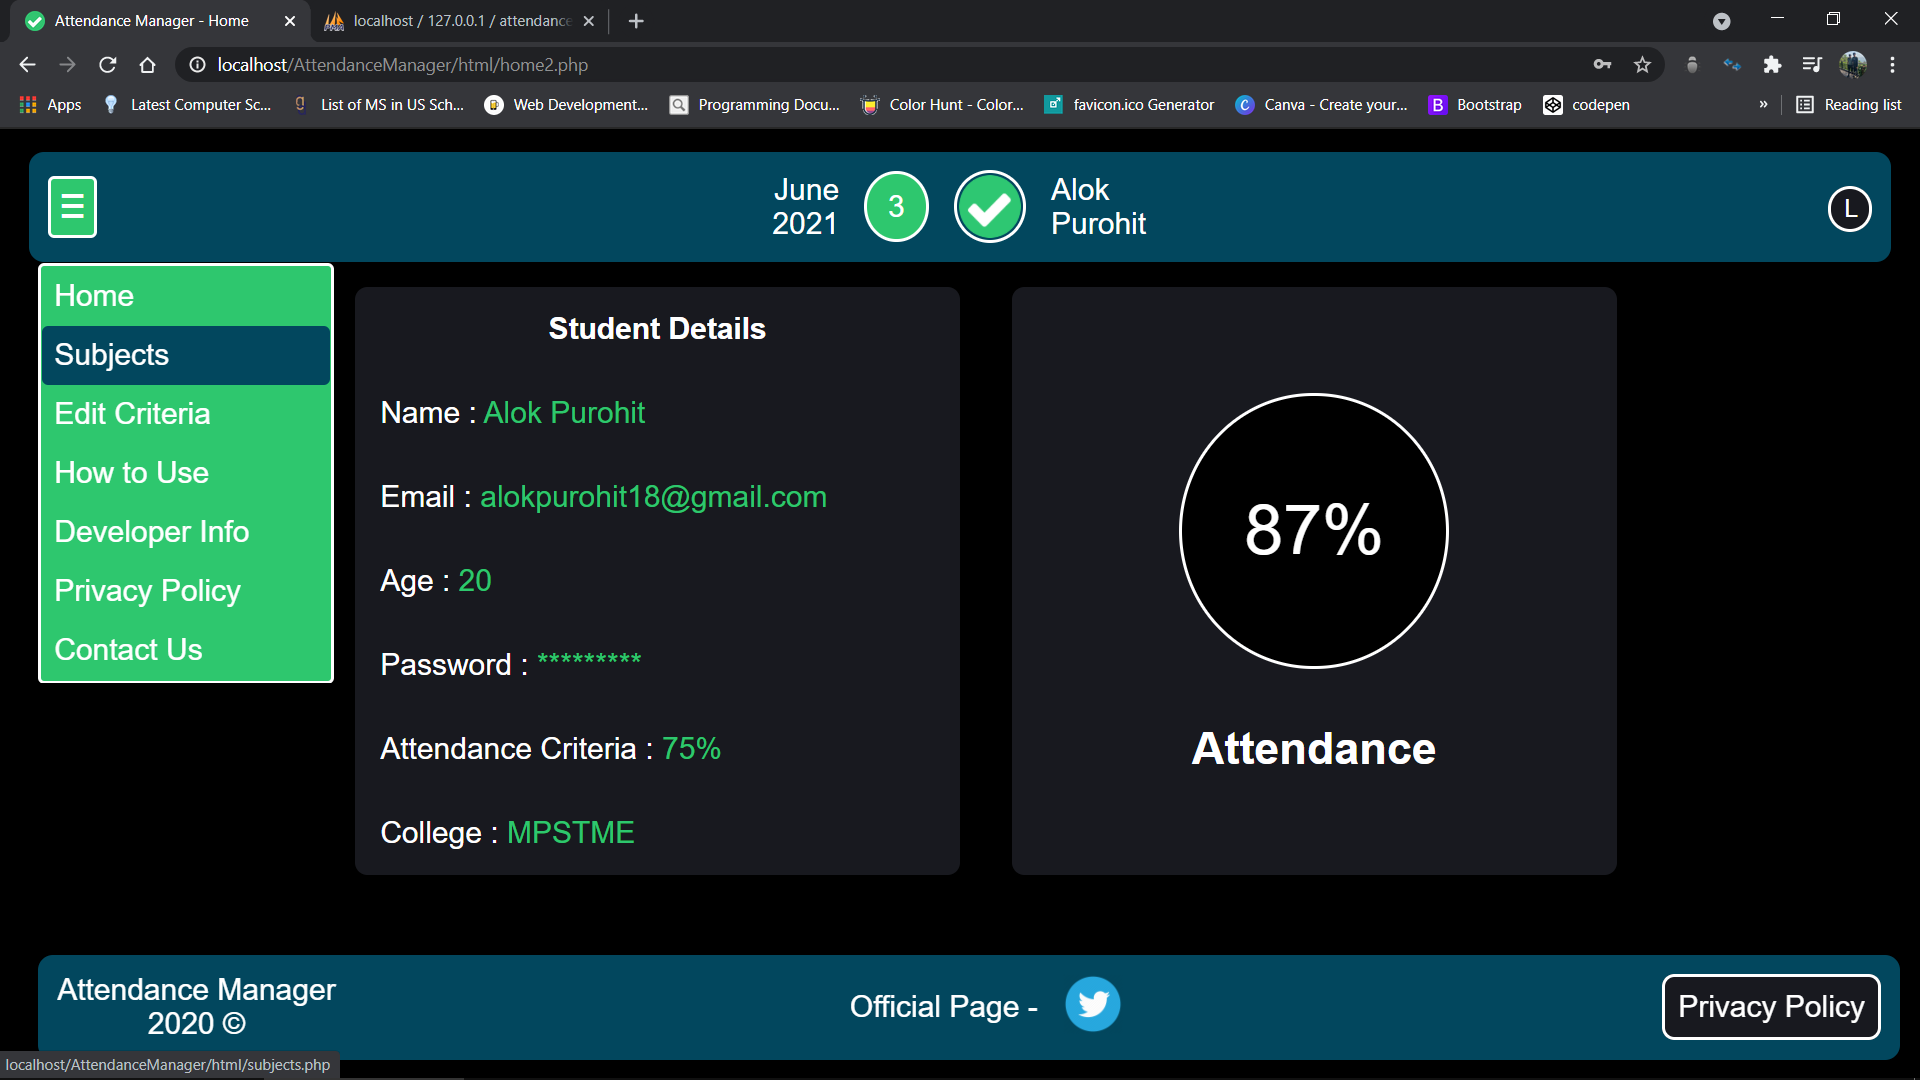 Attendance Manager - Home
localhost / 127.0.0.1 / attendance
localhost/AttendanceManager/html/home2.php
Apps
Latest Computer Sc...
List of MS in US Sch...
Web Development...
Programming Docu...
Color Hunt - Color...
favicon.ico Generator
Canva - Create your...
Bootstrap
codepen
»
Reading list
June
2021
3
Alok
Purohit
L
Home
Subjects
Edit Criteria
How to Use
Developer Info
Privacy Policy
Contact Us
Student Details
Name : Alok Purohit
Email : alokpurohit18@gmail.com
Age : 20
Password : *********
Attendance Criteria : 75%
College : MPSTME
87%
Attendance
Attendance Manager
2020 ©
Official Page -
Privacy Policy
localhost/AttendanceManager/html/subjects.php